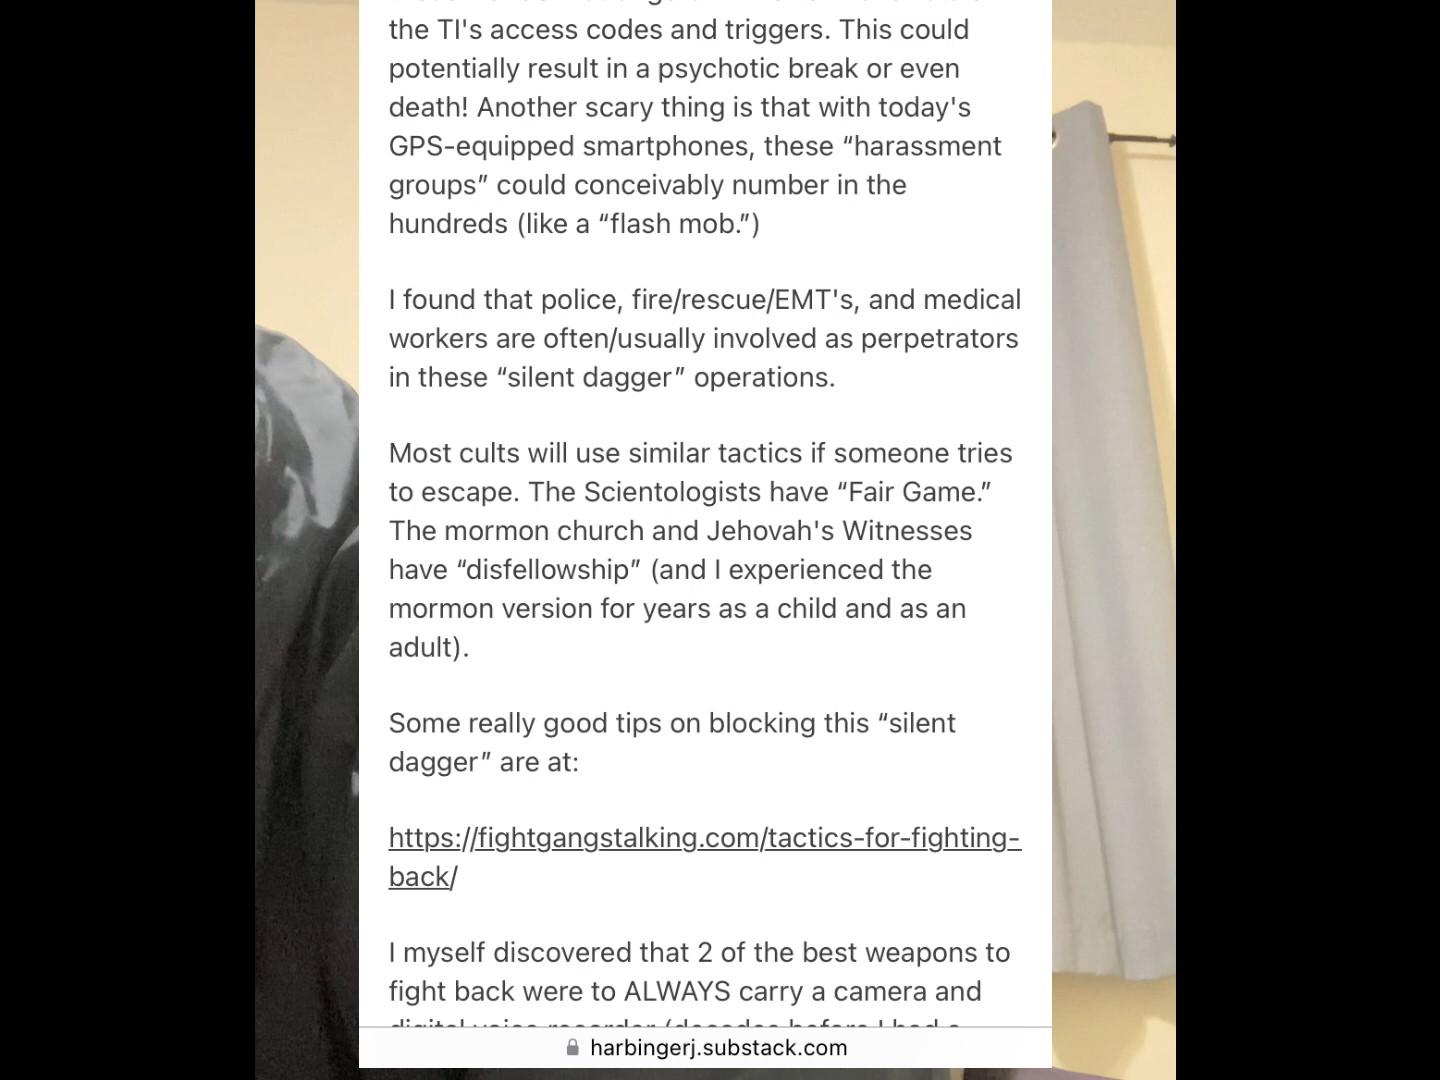 the TI's access codes and triggers. This could
potentially result in a psychotic break or even
death! Another scary thing is that with today's
GPS-equipped smartphones, these “harassment
groups” could conceivably number in the
hundreds (like a “flash mob.”)
I found that police, fire/rescue/EMT's, and medical
workers are often/usually involved as perpetrators
in these “silent dagger” operations.
Most cults will use similar tactics if someone tries
to escape. The Scientologists have “Fair Game.”
The mormon church and Jehovah's Witnesses
have “disfellowship” (and I experienced the
mormon version for years as a child and as an
adult).
Some really good tips on blocking this “silent
dagger” are at:
https://fightgangstalking.com/tactics-for-fighting-
back/
I myself discovered that 2 of the best weapons to
fight back were to ALWAYS carry a camera and
digital voice recorder (decades before I had a
harbingerj.substack.com